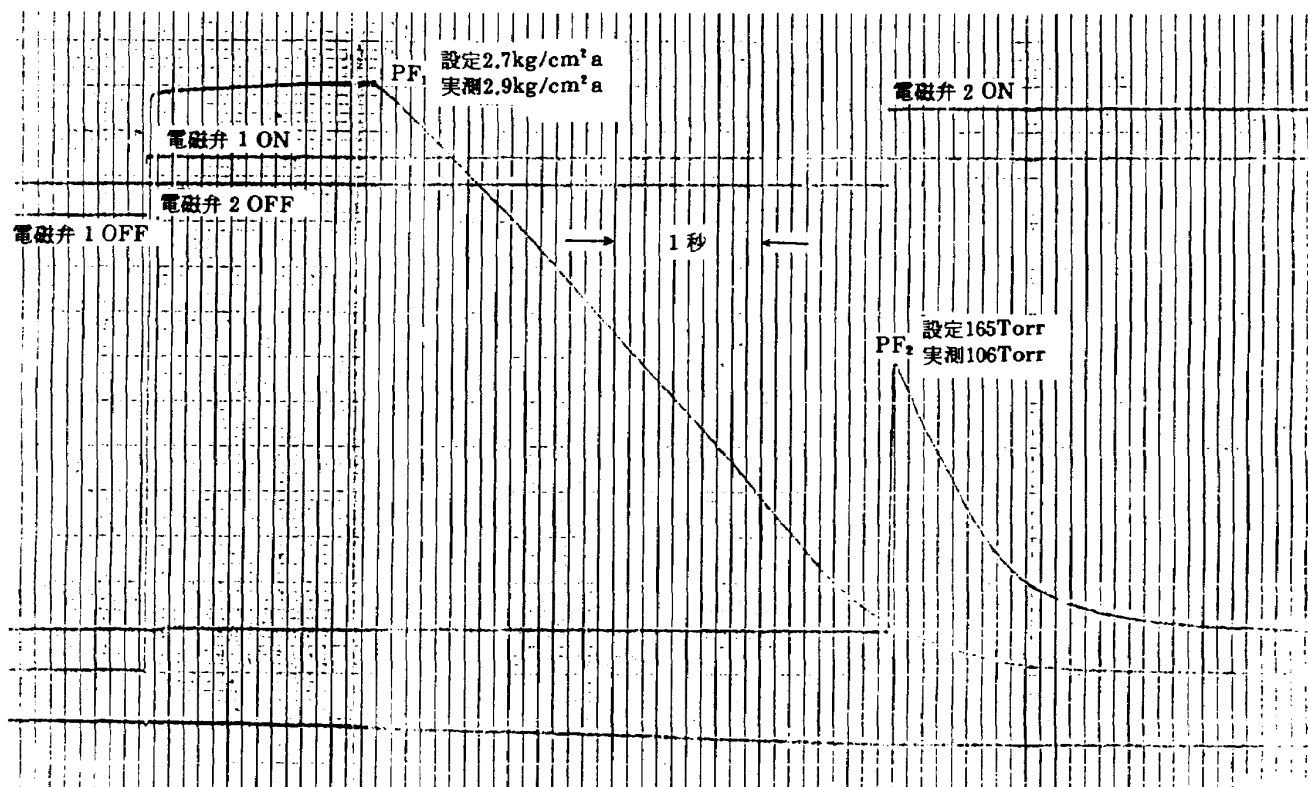 PF₁ 設定2.7kg/cm²a
実測2.9kg/cm²a
電磁弁 2 ON
電磁弁 1 ON
電磁弁 2 OFF
電磁弁 1 OFF
1 秒
PF₂ 設定165Torr
実測106Torr